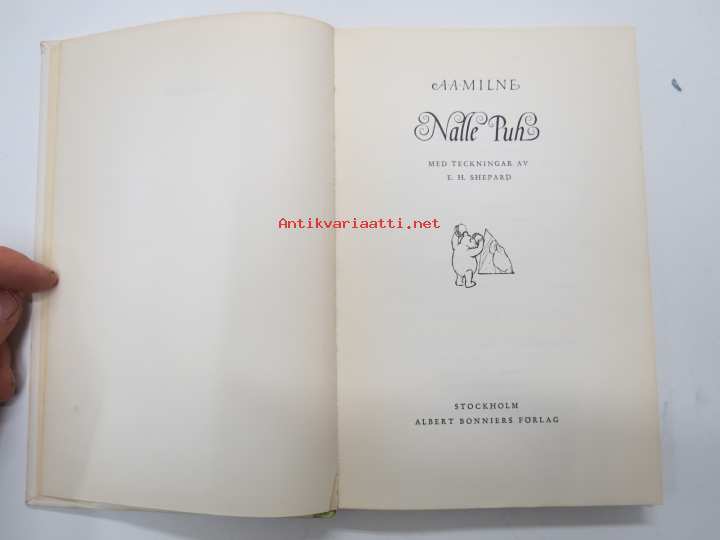 A.A.MILNE
Nalle Puh
MED TECKNINGAR AV
E. H. SHEPARD
Antikvariaatti.net
STOCKHOLM
ALBERT BONNIERS FÖRLAG